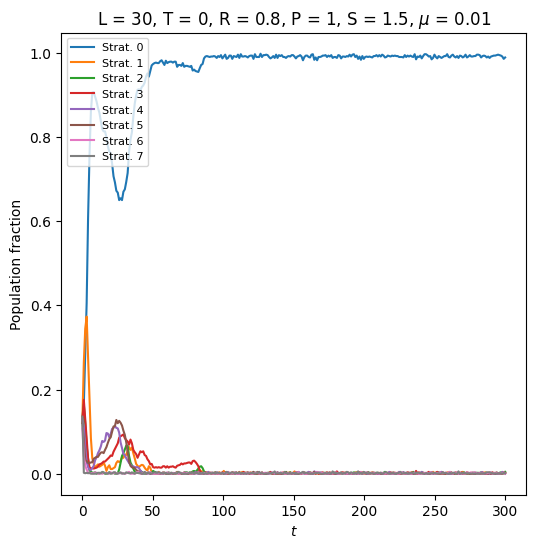 L = 30, T = 0, R = 0.8, P = 1, S = 1.5, μ = 0.01
1.0
0.8
0.6
0.4
0.2
0.0
Population fraction
Strat. 0
Strat. 1
Strat. 2
Strat. 3
Strat. 4
Strat. 5
Strat. 6
Strat. 7
0 50 100 150 200 250 300
t